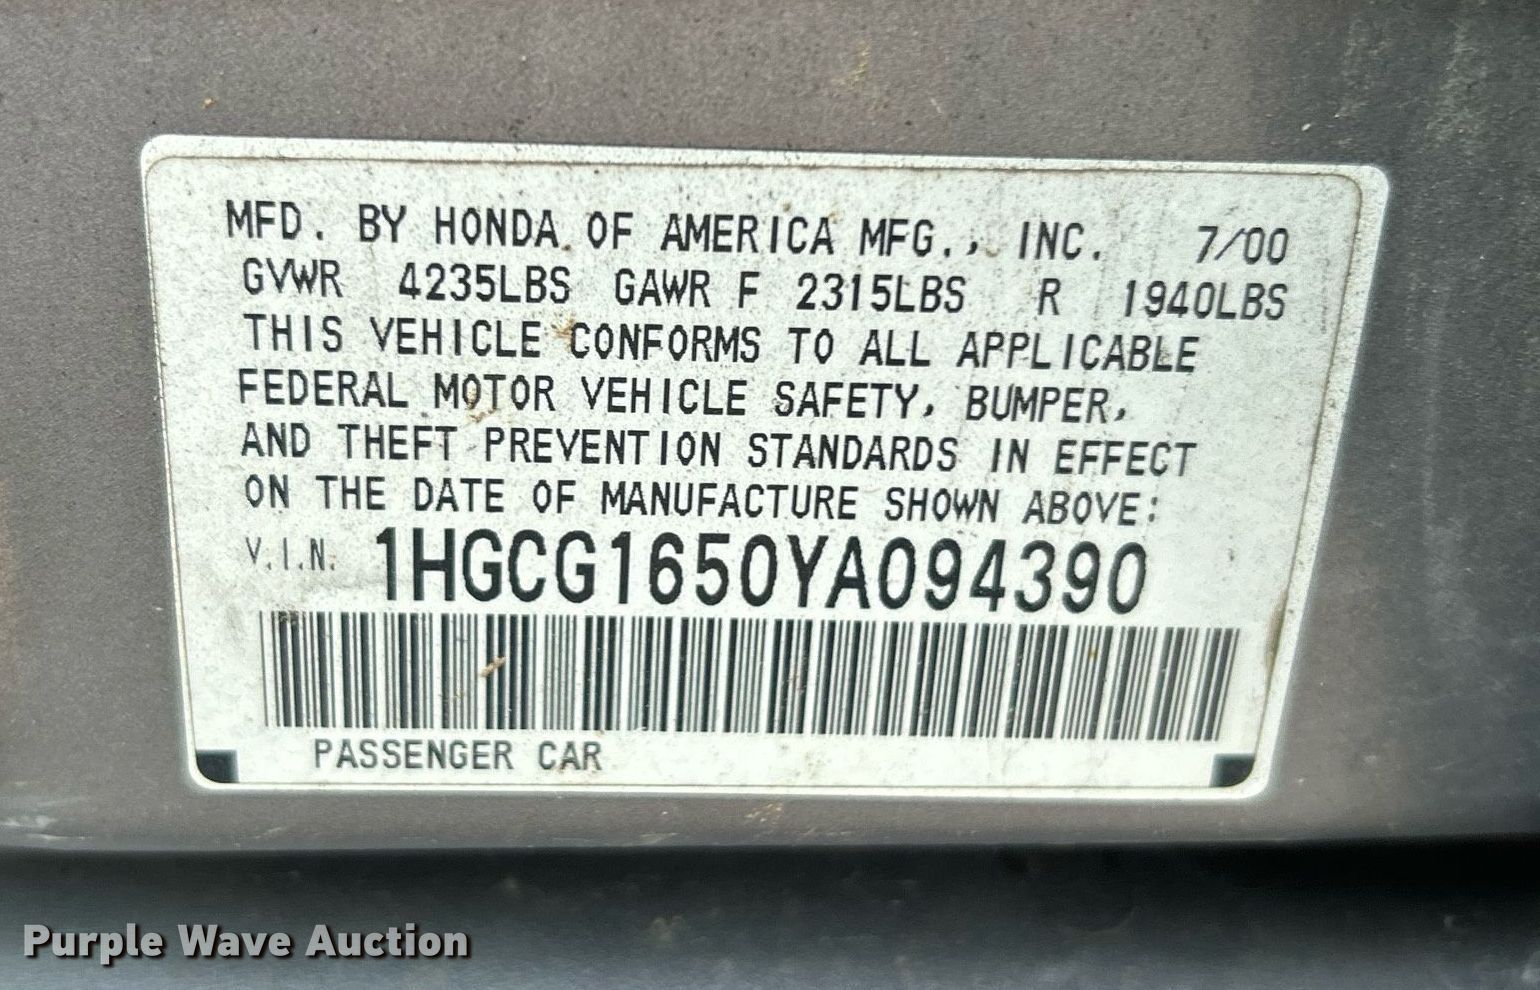 MFD. BY HONDA OF AMERICA MFG., INC. 7/00
GVWR 4235LBS GAWR F 2315LBS R 1940LBS
THIS VEHICLE CONFORMS TO ALL APPLICABLE
FEDERAL MOTOR VEHICLE SAFETY, BUMPER,
AND THEFT PREVENTION STANDARDS IN EFFECT
ON THE DATE OF MANUFACTURE SHOWN ABOVE:
V.I.N. 1HGCG1650YA094390
PASSENGER CAR
Purple Wave Auction